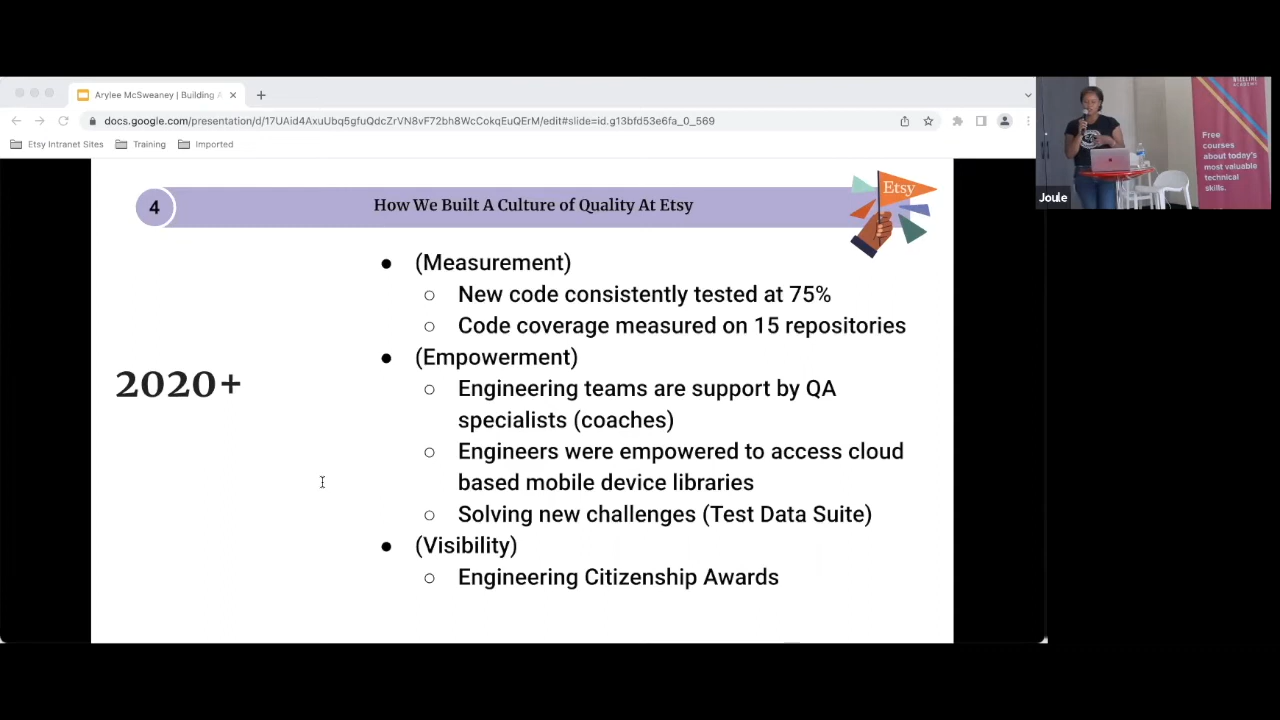 Arylee McSweaney | Building A
docs.google.com/presentation/d/17UAid4AxuUbq5gfuQdcZrVN8vF72bh8WcCokqEuQErM/edit#slide=id.g13bfd53e6fa_0_569
Etsy Intranet Sites Training Imported
4 How We Built A Culture of Quality At Etsy
Etsy
2020+
● (Measurement)
○ New code consistently tested at 75%
○ Code coverage measured on 15 repositories
● (Empowerment)
○ Engineering teams are support by QA
specialists (coaches)
○ Engineers were empowered to access cloud
based mobile device libraries
○ Solving new challenges (Test Data Suite)
● (Visibility)
○ Engineering Citizenship Awards
Free
courses
about today's
most valuable
technical
skills.
Joule